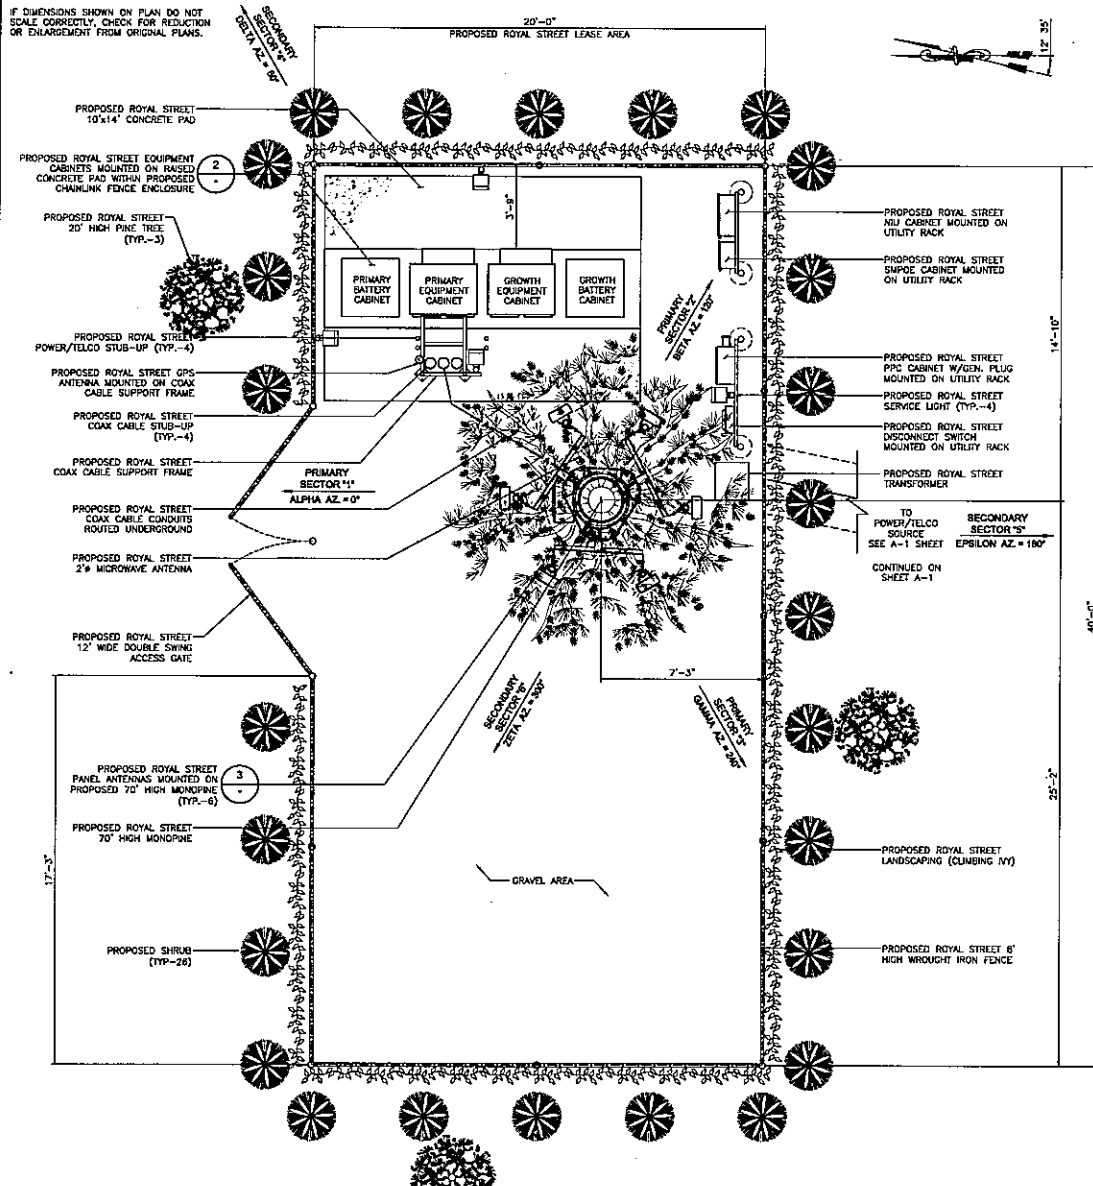 IF DIMENSIONS SHOWN ON PLAN DO NOT
SCALE CORRECTLY, CHECK FOR REDUCTION
OR ENLARGEMENT FROM ORIGINAL PLANS.
SECONDARY
SECTOR "4"
DELTA AZ. = 60°
20'-0"
PROPOSED ROYAL STREET LEASE AREA
12° 35'
PROPOSED ROYAL STREET
10'x14' CONCRETE PAD
PROPOSED ROYAL STREET EQUIPMENT
CABINETS MOUNTED ON RAISED
CONCRETE PAD WITHIN PROPOSED
CHAINLINK FENCE ENCLOSURE
2
-
PROPOSED ROYAL STREET
20' HIGH PINE TREE
(TYP.-3)
PROPOSED ROYAL STREET
POWER/TELCO STUB-UP (TYP.-4)
PROPOSED ROYAL STREET GPS
ANTENNA MOUNTED ON COAX
CABLE SUPPORT FRAME
PROPOSED ROYAL STREET
COAX CABLE STUB-UP
(TYP.-4)
PROPOSED ROYAL STREET
COAX CABLE SUPPORT FRAME
PROPOSED ROYAL STREET
COAX CABLE CONDUITS
ROUTED UNDERGROUND
PROPOSED ROYAL STREET
2'ø MICROWAVE ANTENNA
PROPOSED ROYAL STREET
12' WIDE DOUBLE SWING
ACCESS GATE
3'-9"
PRIMARY
BATTERY
CABINET
PRIMARY
EQUIPMENT
CABINET
GROWTH
EQUIPMENT
CABINET
GROWTH
BATTERY
CABINET
PRIMARY
SECTOR "2"
BETA AZ. = 120°
PRIMARY
SECTOR "1"
ALPHA AZ. = 0°
PROPOSED ROYAL STREET
NIU CABINET MOUNTED ON
UTILITY RACK
PROPOSED ROYAL STREET
SMPOE CABINET MOUNTED
ON UTILITY RACK
14'-10"
PROPOSED ROYAL STREET
PPC CABINET W/GEN. PLUG
MOUNTED ON UTILITY RACK
PROPOSED ROYAL STREET
SERVICE LIGHT (TYP.-4)
PROPOSED ROYAL STREET
DISCONNECT SWITCH
MOUNTED ON UTILITY RACK
PROPOSED ROYAL STREET
TRANSFORMER
TO
POWER/TELCO
SOURCE
SEE A-1 SHEET
CONTINUED ON
SHEET A-1
SECONDARY
SECTOR "5"
EPSILON AZ. = 180°
40'-0"
7'-3"
SECONDARY
SECTOR "6"
ZETA AZ. = 300°
PRIMARY
SECTOR "3"
GAMMA AZ. = 240°
PROPOSED ROYAL STREET
PANEL ANTENNAS MOUNTED ON
PROPOSED 70' HIGH MONOPINE
(TYP.-6)
3
-
PROPOSED ROYAL STREET
70' HIGH MONOPINE
25'-2"
17'-3"
GRAVEL AREA
PROPOSED ROYAL STREET
LANDSCAPING (CLIMBING IVY)
PROPOSED SHRUB
(TYP-26)
PROPOSED ROYAL STREET 6'
HIGH WROUGHT IRON FENCE